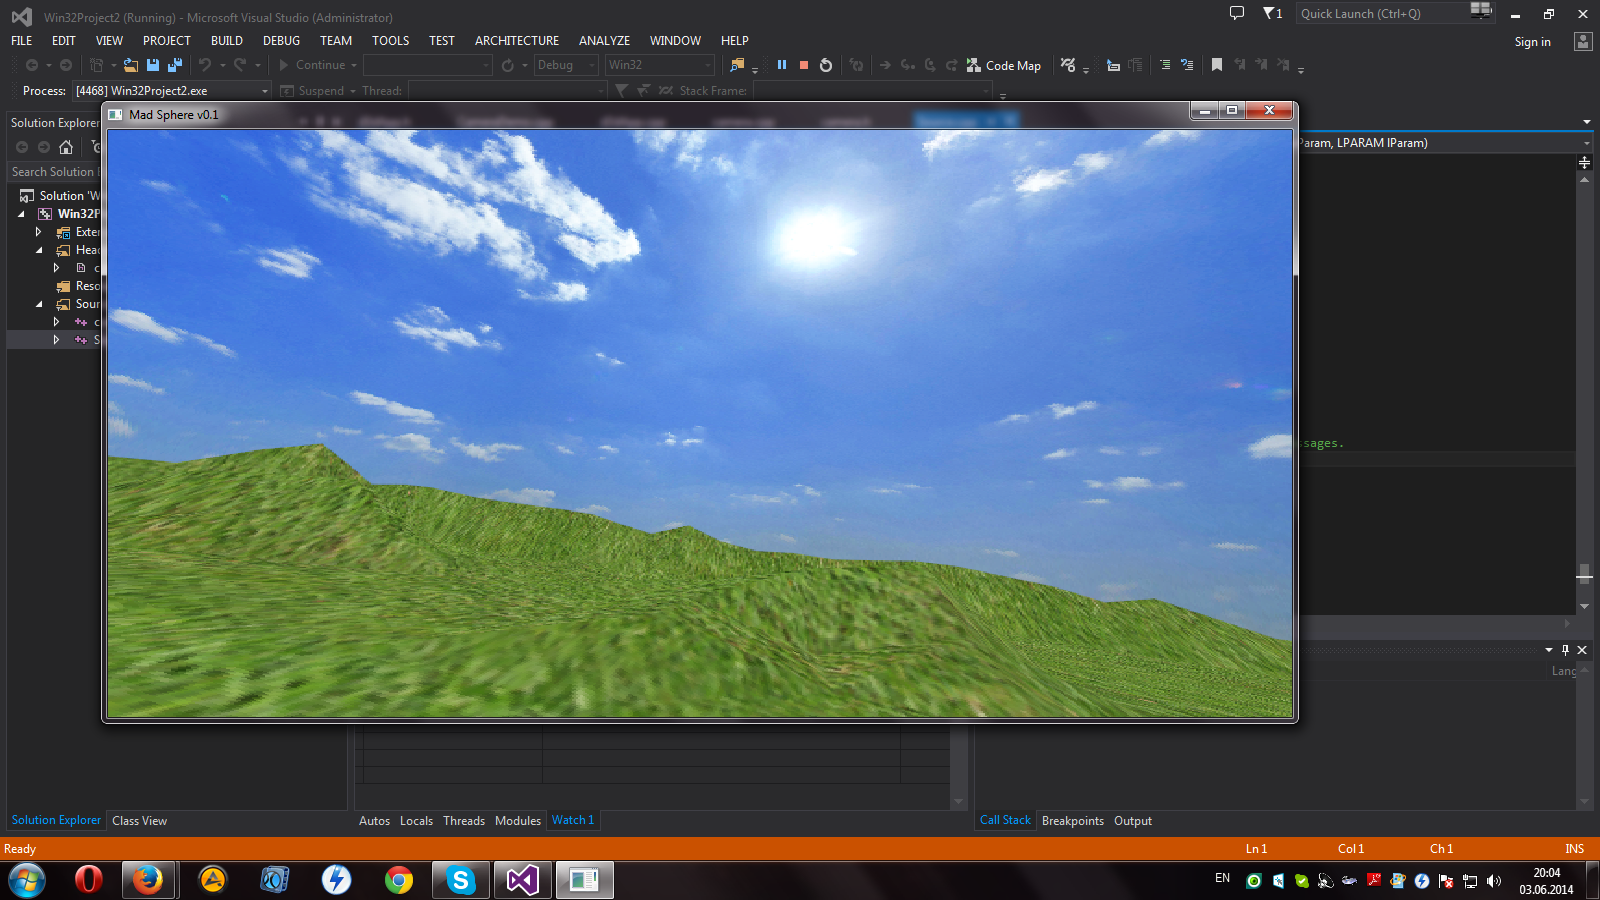 Win32Project2 (Running) - Microsoft Visual Studio (Administrator)
1
Quick Launch (Ctrl+Q)
FILE EDIT VIEW PROJECT BUILD DEBUG TEAM TOOLS TEST ARCHITECTURE ANALYZE WINDOW HELP
Sign in
Continue Debug Win32 Code Map
Process: [4468] Win32Project2.exe Suspend Thread: Stack Frame:
Mad Sphere v0.1
Solution Explorer
Param, LPARAM lParam)
Search Solution
Solution 'W
Win32P
Exter
Head
c
Reso
Sour
c
S
ssages.
Lang
Solution Explorer Class View
Autos Locals Threads Modules Watch 1
Call Stack Breakpoints Output
Ready
Ln 1 Col 1 Ch 1 INS
EN
20:04
03.06.2014